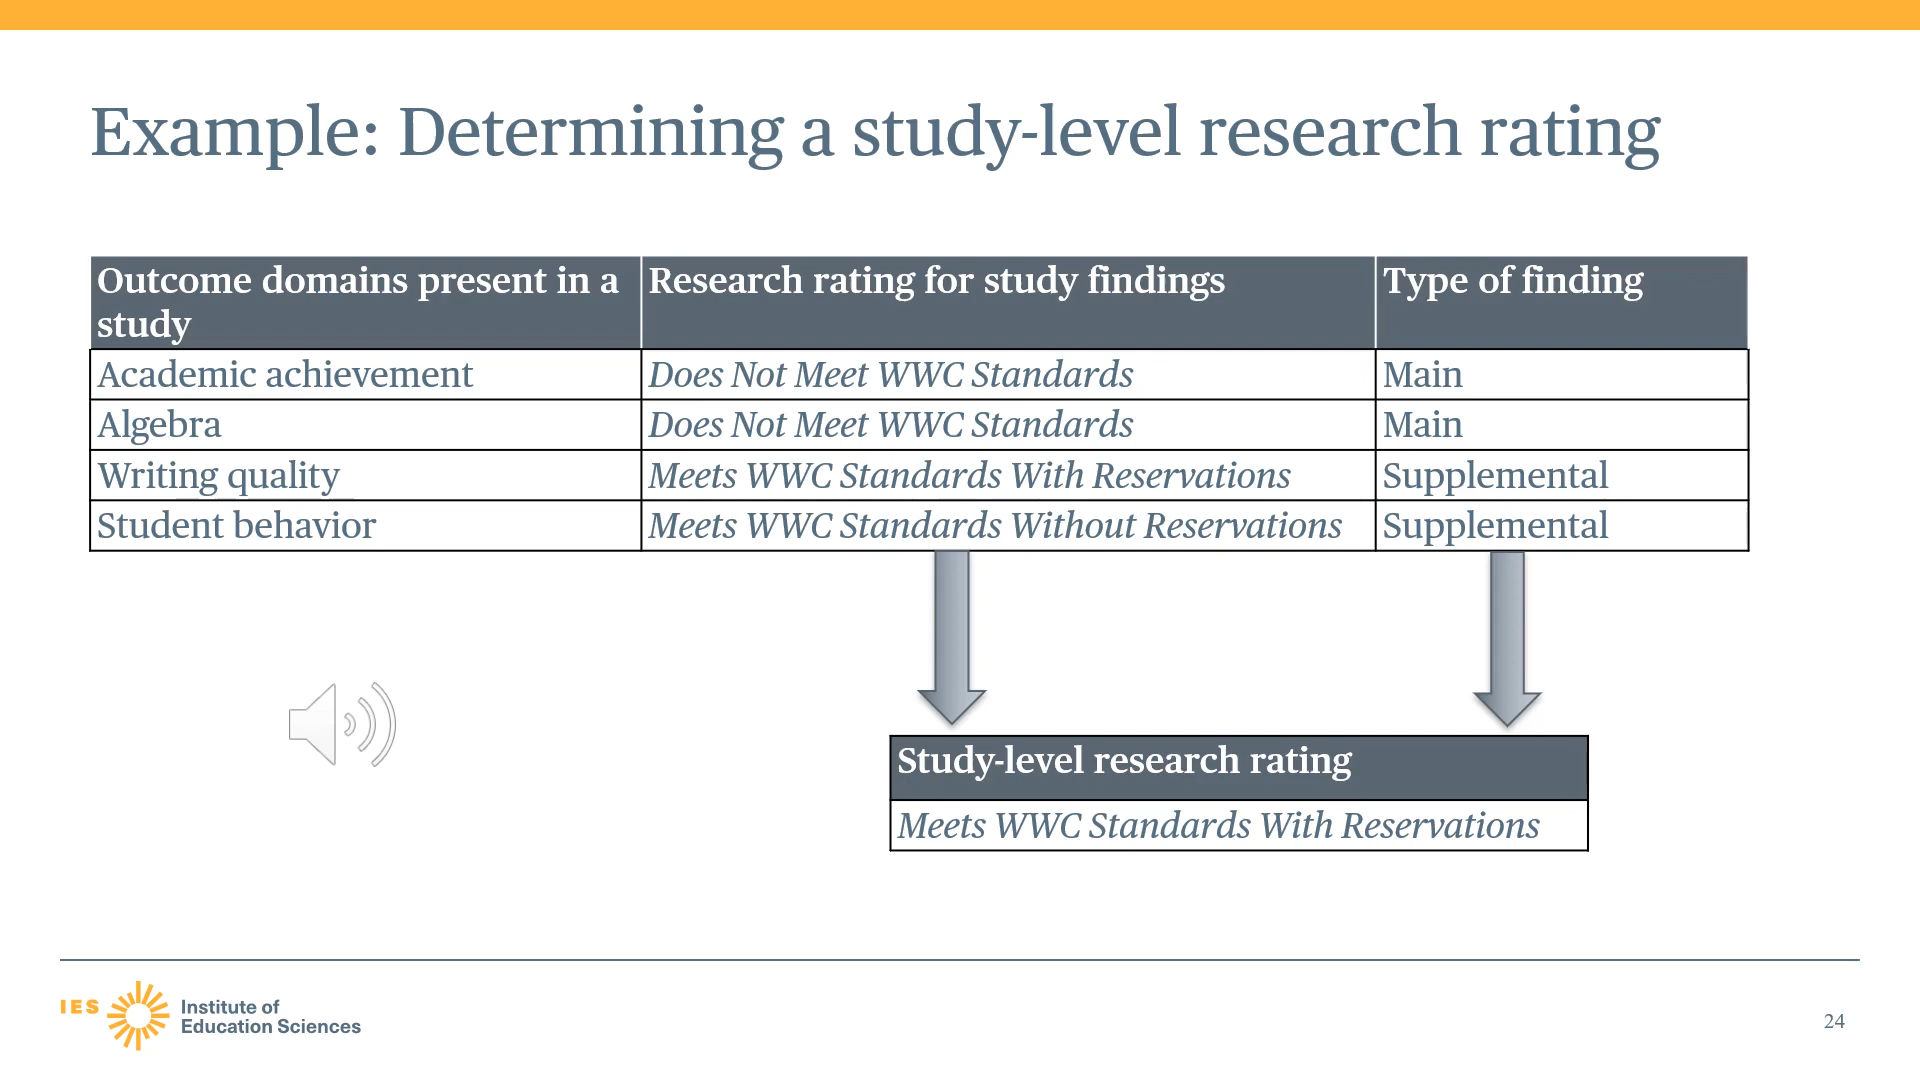 Example: Determining a study-level research rating
Outcome domains present in a study
Research rating for study findings
Type of finding
Academic achievement
Does Not Meet WWC Standards
Main
Algebra
Does Not Meet WWC Standards
Main
Writing quality
Meets WWC Standards With Reservations
Supplemental
Student behavior
Meets WWC Standards Without Reservations
Supplemental
Study-level research rating
Meets WWC Standards With Reservations
IES
Institute of
Education Sciences
24